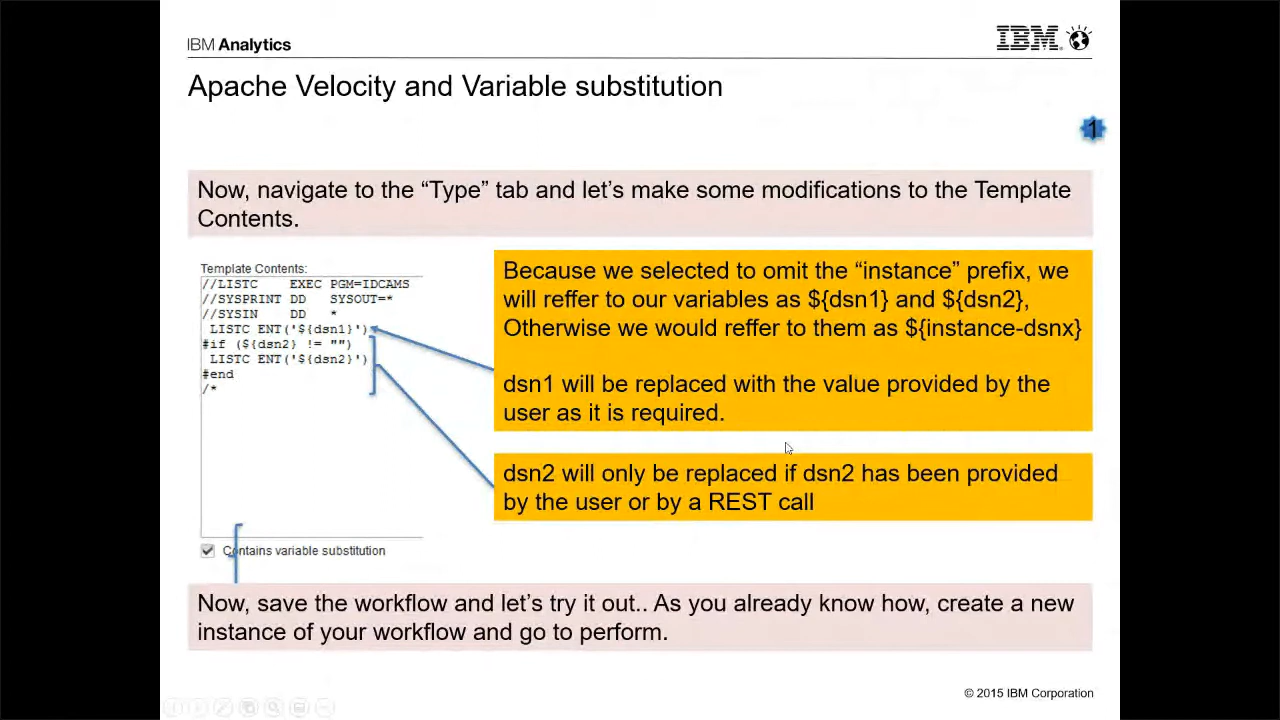 IBM Analytics
IBM
Apache Velocity and Variable substitution
1
Now, navigate to the “Type” tab and let’s make some modifications to the Template
Contents.
Template Contents:
//LISTC    EXEC PGM=IDCAMS
//SYSPRINT DD   SYSOUT=*
//SYSIN    DD   *
 LISTC ENT('${dsn1}')
#if (${dsn2} != "")
 LISTC ENT('${dsn2}')
#end
/*
Because we selected to omit the “instance” prefix, we
will reffer to our variables as ${dsn1} and ${dsn2},
Otherwise we would reffer to them as ${instance-dsnx}
dsn1 will be replaced with the value provided by the
user as it is required.
dsn2 will only be replaced if dsn2 has been provided
by the user or by a REST call
Contains variable substitution
Now, save the workflow and let’s try it out.. As you already know how, create a new
instance of your workflow and go to perform.
© 2015 IBM Corporation